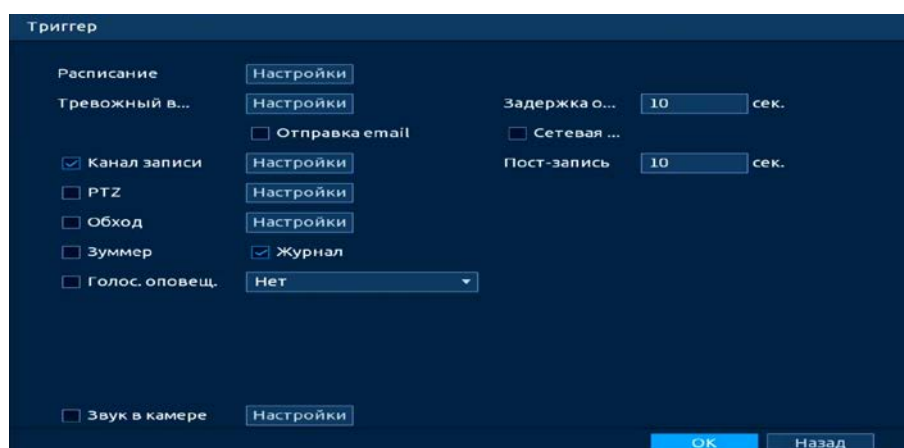 Триггер
Расписание Настройки
Тревожный в... Настройки Задержка о... 10 сек.
Отправка email Сетевая ...
Канал записи Настройки Пост-запись 10 сек.
PTZ Настройки
Обход Настройки
Зуммер Журнал
Голос. оповещ. Нет
Звук в камере Настройки
OK Назад